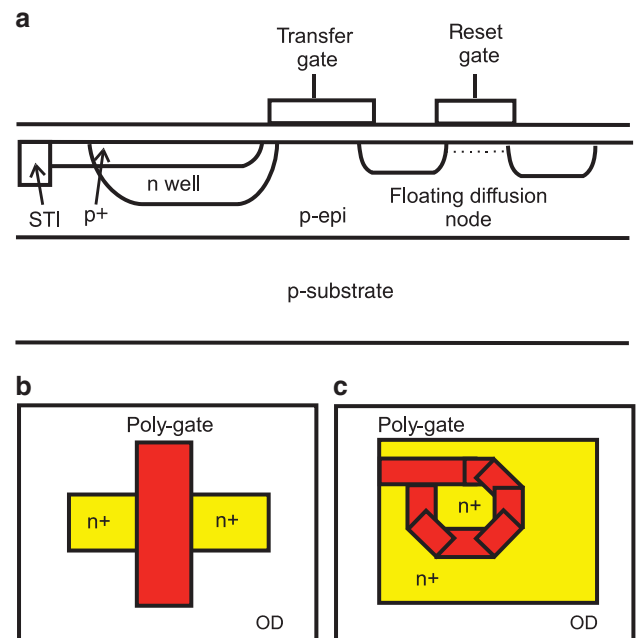 a
Transfer
gate
Reset
gate
n well
STI
p+
p-epi
Floating diffusion
node
p-substrate
b
Poly-gate
n+
n+
OD
c
Poly-gate
n+
n+
OD